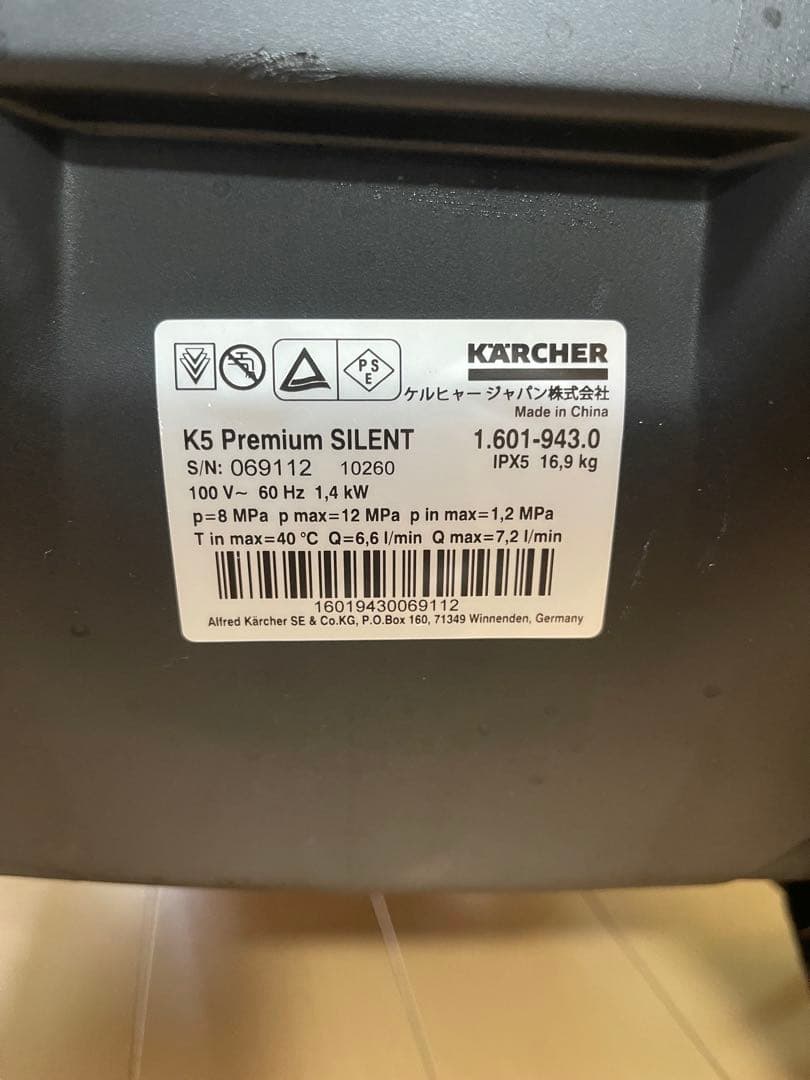 PSE
KÄRCHER
ケルヒャー ジャパン株式会社
Made in China
K5 Premium SILENT 1.601-943.0
S/N: 069112 10260 IPX5 16,9 kg
100 V~ 60 Hz 1,4 kW
p=8 MPa p max=12 MPa p in max=1,2 MPa
T in max=40 °C Q=6,6 l/min Q max=7,2 l/min
16019430069112
Alfred Kärcher SE & Co.KG, P.O.Box 160, 71349 Winnenden, Germany